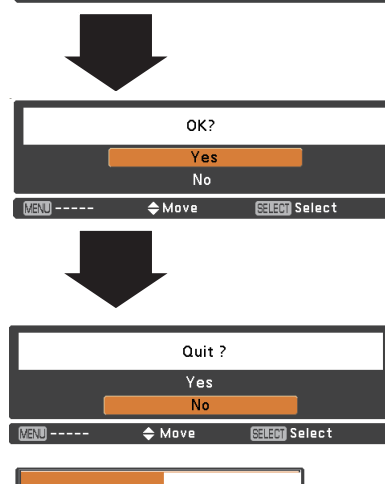 OK?
Yes
No
MENU ----- Move SELECT Select
Quit ?
Yes
No
MENU ----- Move SELECT Select